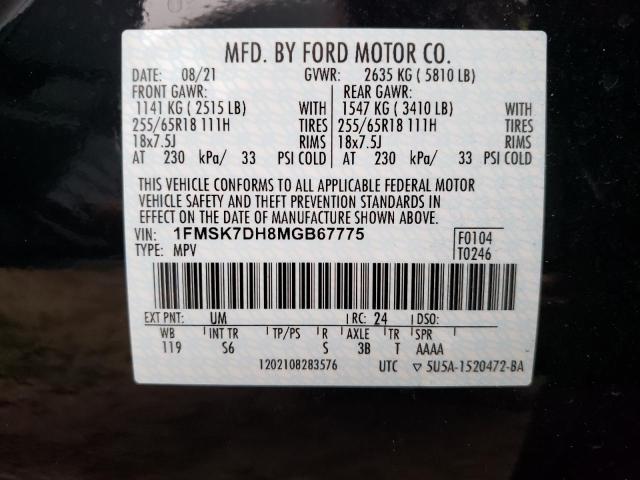 MFD. BY FORD MOTOR CO.
DATE: 08/21 GVWR: 2635 KG ( 5810 LB)
FRONT GAWR: REAR GAWR:
1141 KG ( 2515 LB) WITH 1547 KG ( 3410 LB) WITH
255/65R18 111H TIRES 255/65R18 111H TIRES
18x7.5J RIMS 18x7.5J RIMS
AT 230 kPa/ 33 PSI COLD AT 230 kPa/ 33 PSI COLD
THIS VEHICLE CONFORMS TO ALL APPLICABLE FEDERAL MOTOR
VEHICLE SAFETY AND THEFT PREVENTION STANDARDS IN
EFFECT ON THE DATE OF MANUFACTURE SHOWN ABOVE.
VIN: 1FMSK7DH8MGB67775 F0104
TYPE: MPV T0246
EXT PNT: UM RC: 24 DSO:
WB INT TR TP/PS R AXLE TR SPR
119 S6 S 3B T AAAA
1202108283576 UTC ▽ 5U5A-1520472-BA